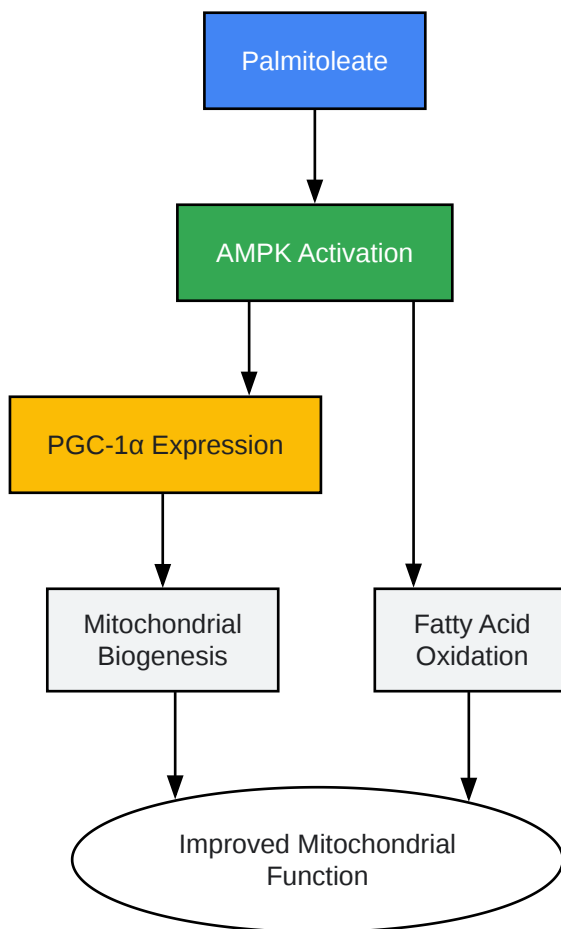 Palmitoleate
AMPK Activation
PGC-1α Expression
Mitochondrial
Biogenesis
Fatty Acid
Oxidation
Improved Mitochondrial
Function